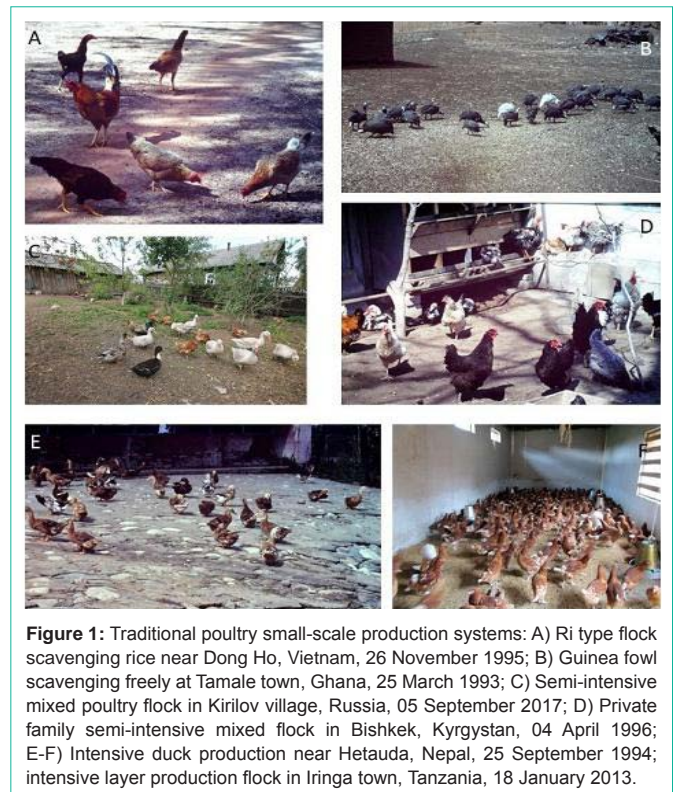 A
B
C
D
E
F
Figure 1: Traditional poultry small-scale production systems: A) Ri type flock
scavenging rice near Dong Ho, Vietnam, 26 November 1995; B) Guinea fowl
scavenging freely at Tamale town, Ghana, 25 March 1993; C) Semi-intensive
mixed poultry flock in Kirilov village, Russia, 05 September 2017; D) Private
family semi-intensive mixed flock in Bishkek, Kyrgystan, 04 April 1996;
E-F) Intensive duck production near Hetauda, Nepal, 25 September 1994;
intensive layer production flock in Iringa town, Tanzania, 18 January 2013.